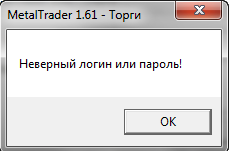 MetalTrader 1.61 - Торги
Неверный логин или пароль!
OK